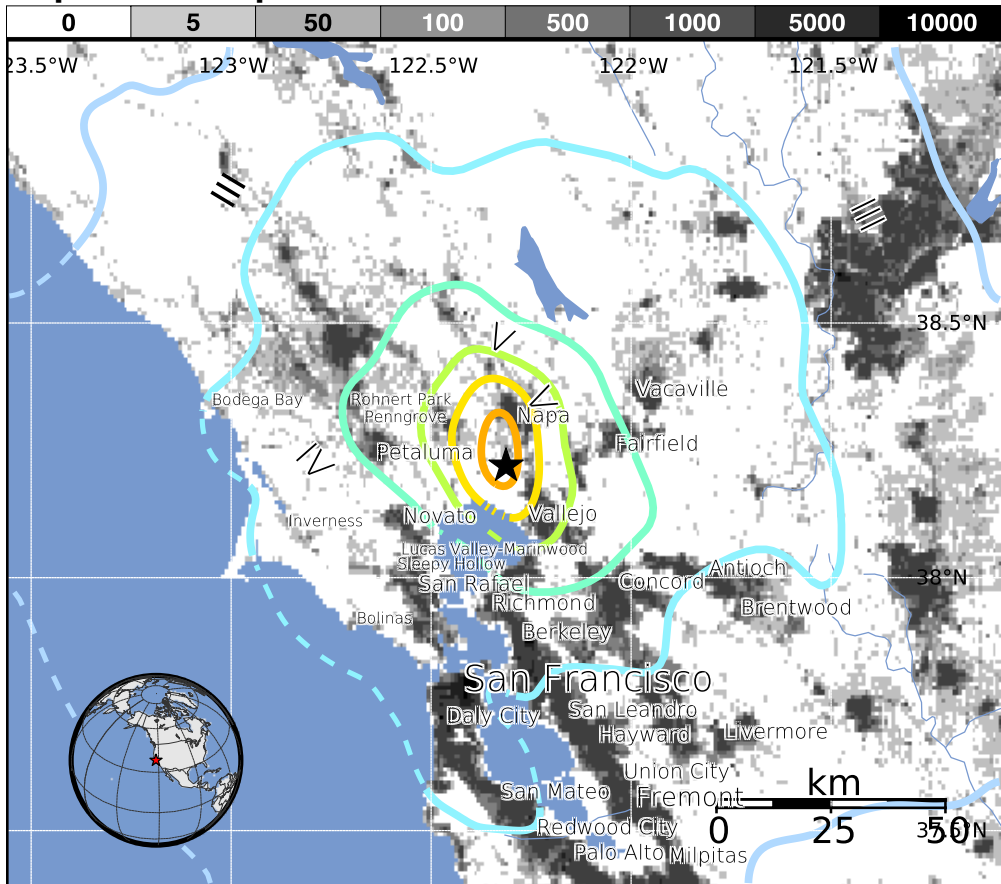 0 5 50 100 500 1000 5000 10000
23.5°W 123°W 122.5°W 122°W 121.5°W
III
III
38.5°N
V
V
Vacaville
Bodega Bay
Rohnert Park
Penngrove
Napa
Fairfield
Petaluma
IV
Novato
Vallejo
Inverness
Lucas Valley-Marinwood
Sleepy Hollow
Antioch
San Rafael
Concord
38°N
Richmond
Brentwood
Bolinas
Berkeley
San Francisco
Daly City
San Leandro
Hayward
Livermore
Union City
km
San Mateo
Fremont
0 25 50
Redwood City
37.5°N
Palo Alto
Milpitas